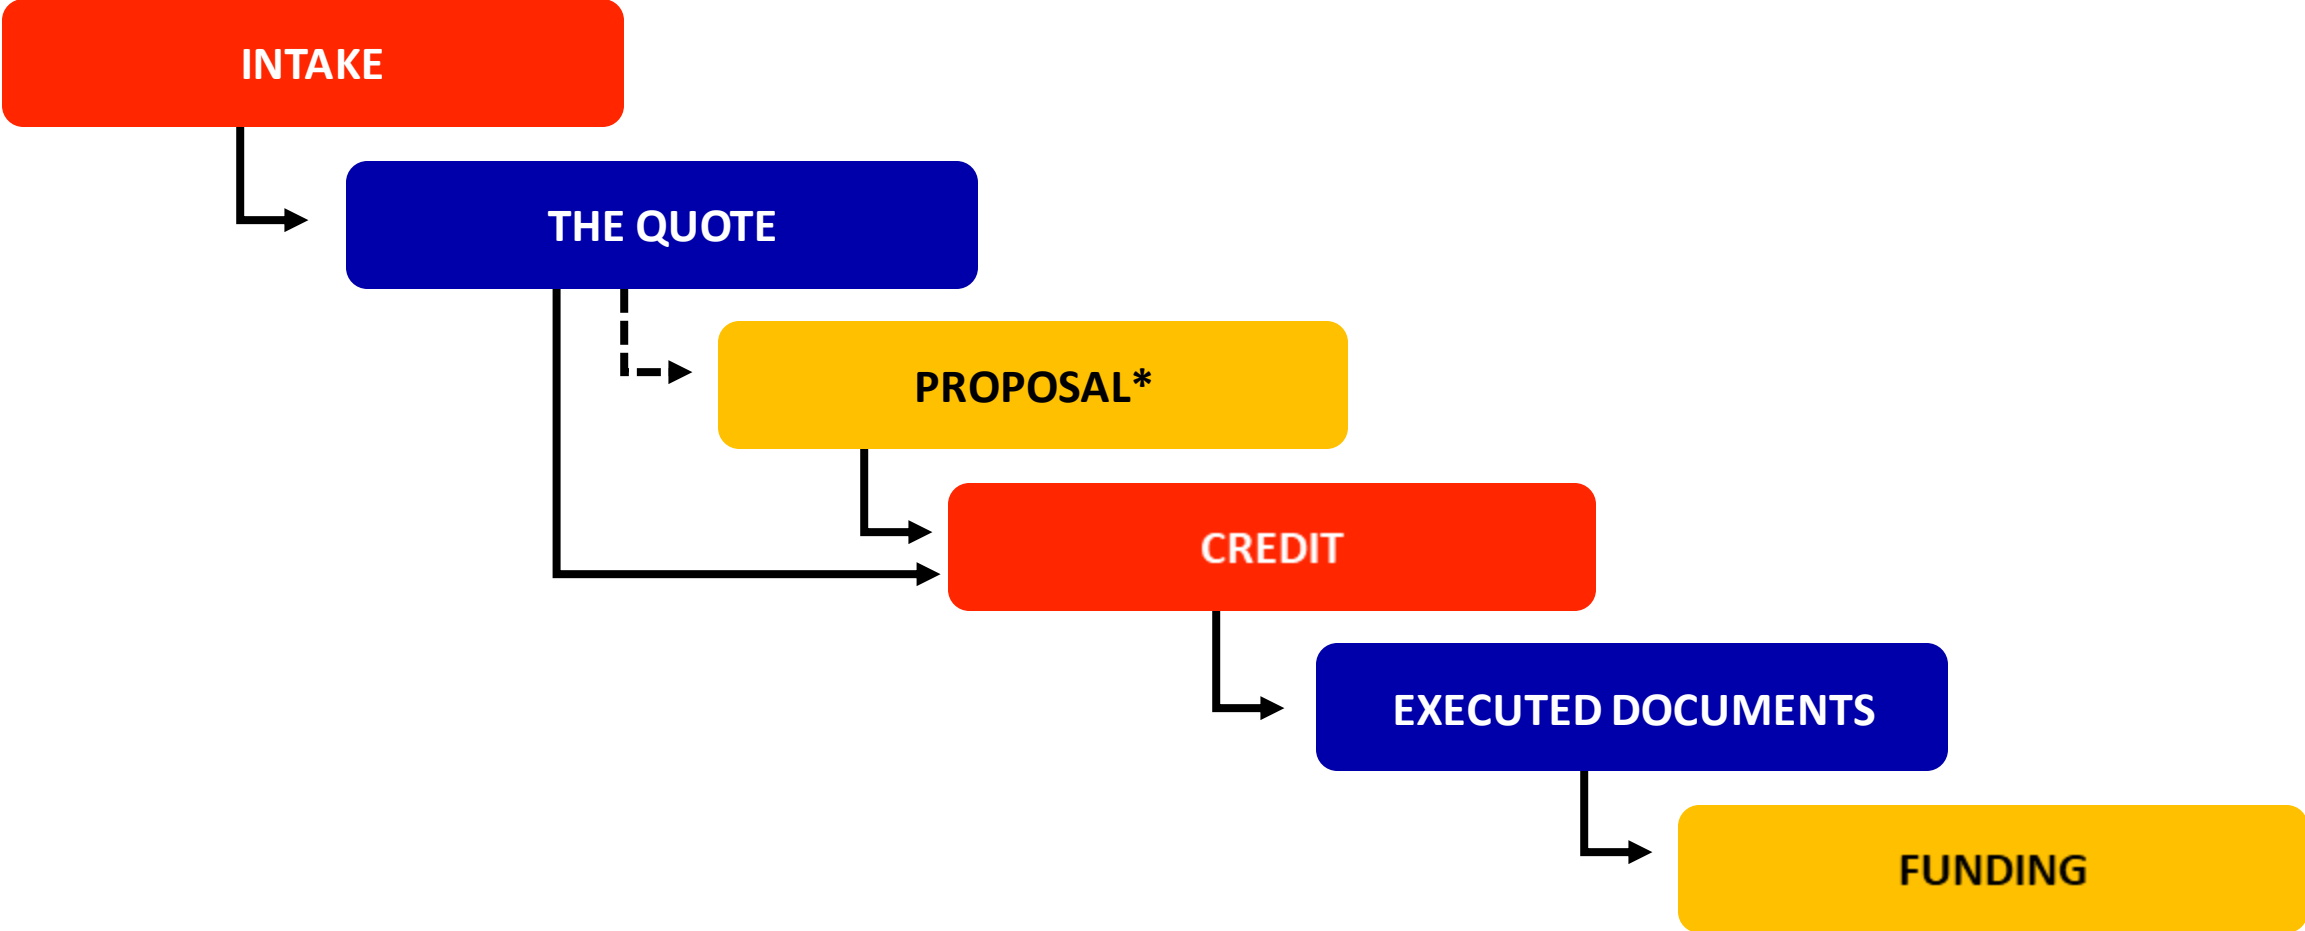 INTAKE
THE QUOTE
PROPOSAL*
CREDIT
EXECUTED DOCUMENTS
FUNDING